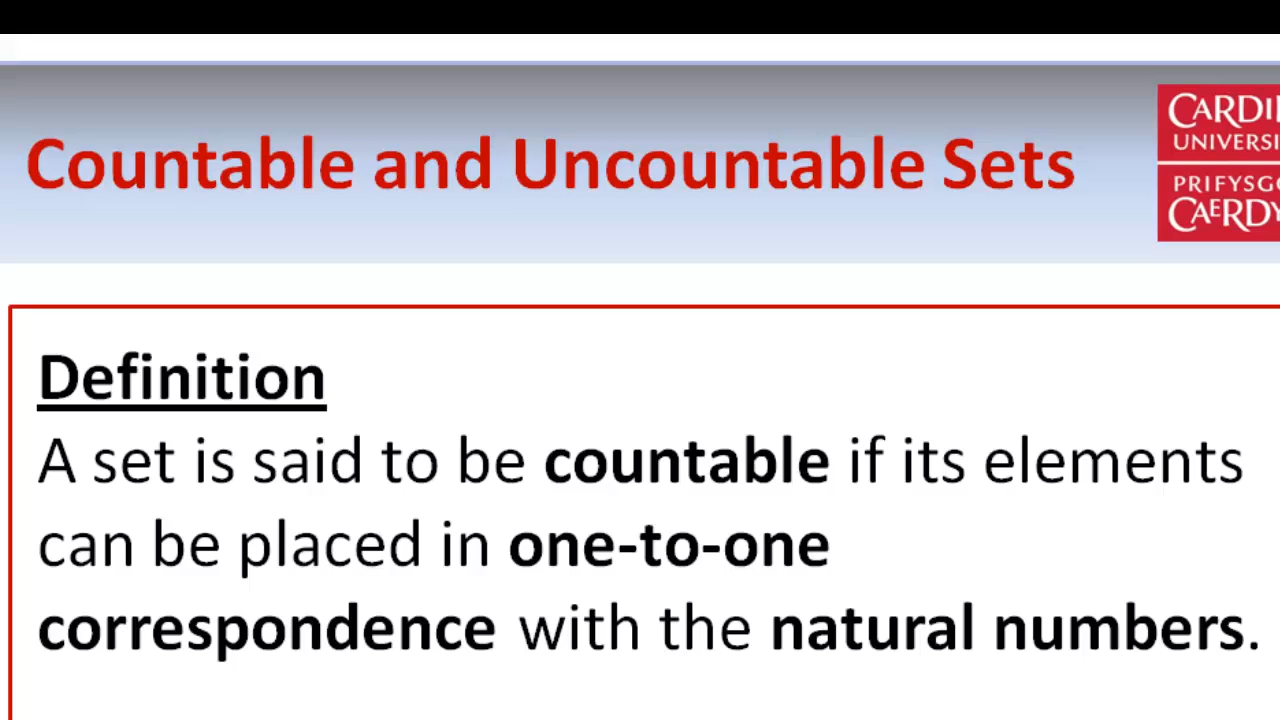 Countable and Uncountable Sets
CARDI
UNIVERSI
PRIFYSGO
CAERDY
Definition
A set is said to be countable if its elements
can be placed in one-to-one
correspondence with the natural numbers.